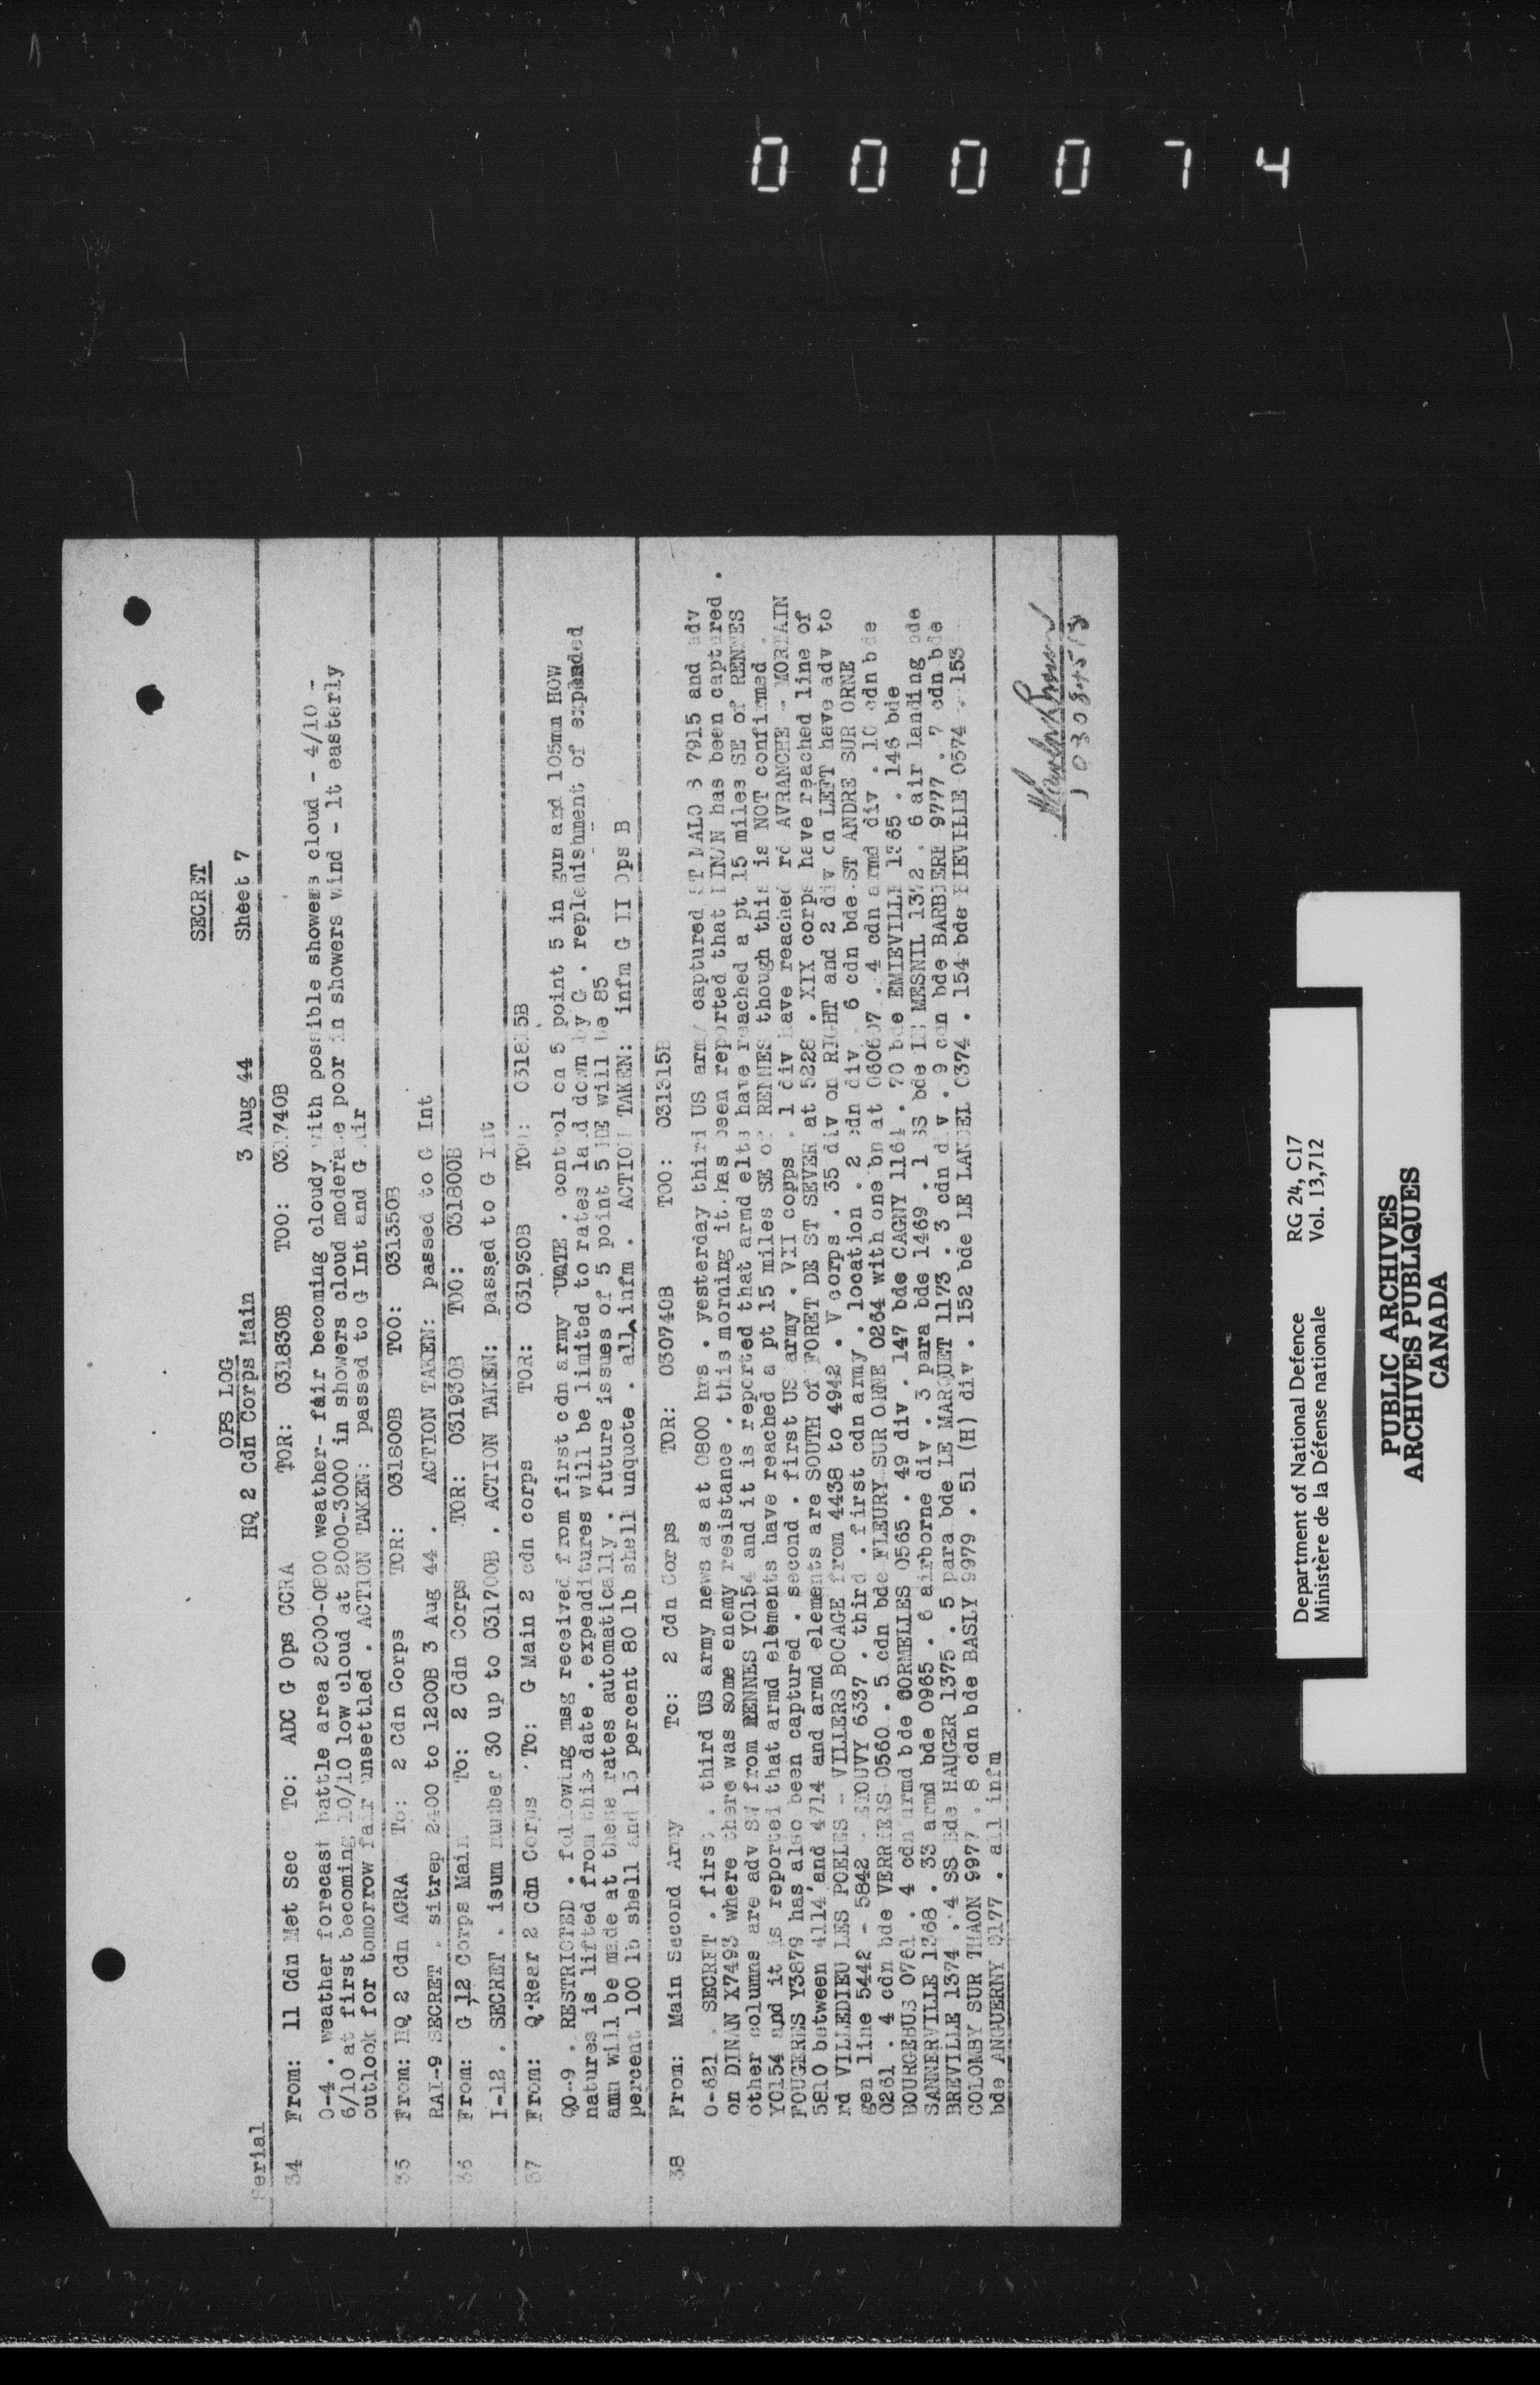 000074
SECRET
OPS LOG
HQ 2 Cdn Corps Main 3 Aug 44 Sheet 7
Serial
34 From: 11 Cdn Met Sec To: ADC G Ops CCRA TOR: 031830B TOO: 031740B
O-4 . weather forecast battle area 2000-0800 weather- fair becoming cloudy with possible showers cloud - 4/10 -
6/10 at first becoming 10/10 low cloud at 2000-3000 in showers cloud moderate poor in showers wind - lt easterly
outlook for tomorrow fair unsettled . ACTION TAKEN: passed to G Int and G Air
35 From: HQ 2 Cdn AGRA To: 2 Cdn Corps TOR: 031800B TOO: 031350B
RAI-9 SECRET . sitrep 2400 to 1200B 3 Aug 44 . ACTION TAKEN: passed to G Int
36 From: G 12 Corps Main To: 2 Cdn Corps TOR: 031930B TOO: 031800B
I-12 . SECRET . isum number 30 up to 031700B . ACTION TAKEN: passed to G Int
37 From: Q Rear 2 Cdn Corps To: G Main 2 cdn corps TOR: 031930B TOO: 031815B
QO-9 . RESTRICTED . following msg received from first cdn army QUOTE . control on 5 point 5 in gun and 105mm HOW
natures is lifted from this date . expenditures will be limited to rates laid down by G . replenishment of expended
amn will be made at these rates automatically . future issues of 5 point 5 HE will be 85
percent 100 lb shell and 15 percent 80 lb shell unquote . all infm . ACTION TAKEN: infm G II Ops B
38 From: Main Second Army To: 2 Cdn Corps TOR: 030740B TOO: 031315B
O-621 . SECRET . first . third US army news as at 0800 hrs . yesterday third US army captured ST MALO S 7915 and adv
on DINAN X7493 where there was some enemy resistance . this morning it has been reported that DINAN has been captured .
other columns are adv SW from RENNES Y0154 and it is reported that armd elts have reached a pt 15 miles SE of RENNES
Y0154 and it is reported that armd elements have reached a pt 15 miles SE of RENNES though this is NOT confirmed .
FOUGERES Y3879 has also been captured . second . first US army . VII copps . 1 div have reached rd AVRANCHE - MORTAIN
5810 between 4114 and 4714 and armd elements are SOUTH of FORET DE ST SEVER at 5228 . XIX corps have reached line of
rd VILLEDIEU LES POELES - VILLERS BOCAGE from 4438 to 4942 . V corps . 35 div on RIGHT and 2 div on LEFT have adv to
gen line 5442 - 5842 - ETOUVY 6337 . third . first cdn army . location . 2 cdn div . 6 cdn bde ST ANDRE SUR ORNE
0261 . 4 cdn bde VERRIERS 0560 . 5 cdn bde FLEURY SUR ORNE 0264 with one bn at 060607 . 4 cdn armd div . 10 cdn bde
BOURGEBUS 0761 . 4 cdn armd bde CORMELLES 0565 . 49 div . 147 bde CAGNY 1164 . 70 bde EMIEVILLE 1365 . 146 bde
SANNERVILLE 1368 . 33 armd bde 0965 . 6 airborne div . 3 para bde 1469 . 1 SS bde LE MESNIL 1372 . 6 air landing bde
BREVILLE 1374 . 4 SS Bde HAUGER 1375 . 5 para bde LE MARQUET 1173 . 3 cdn div . 9 cdn bde BARBIERE 9777 . 7 cdn bde
COLOMBY SUR THAON 9977 . 8 cdn bde BASLY 9979 . 51 (H) div . 152 bde LE LANDEL 0374 . 154 bde BIEVILLE 0574 . 153
bde ANGUERNY 0177 . all infm
Department of National Defence RG 24, C17
Ministère de la Défense nationale Vol. 13,712
PUBLIC ARCHIVES
ARCHIVES PUBLIQUES
CANADA